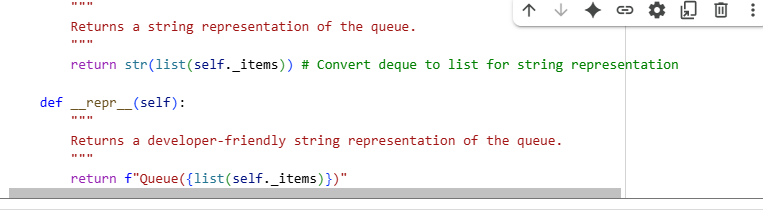 """
    Returns a string representation of the queue.
    """
    return str(list(self._items)) # Convert deque to list for string representation

def __repr__(self):
    """
    Returns a developer-friendly string representation of the queue.
    """
    return f"Queue({list(self._items)})"